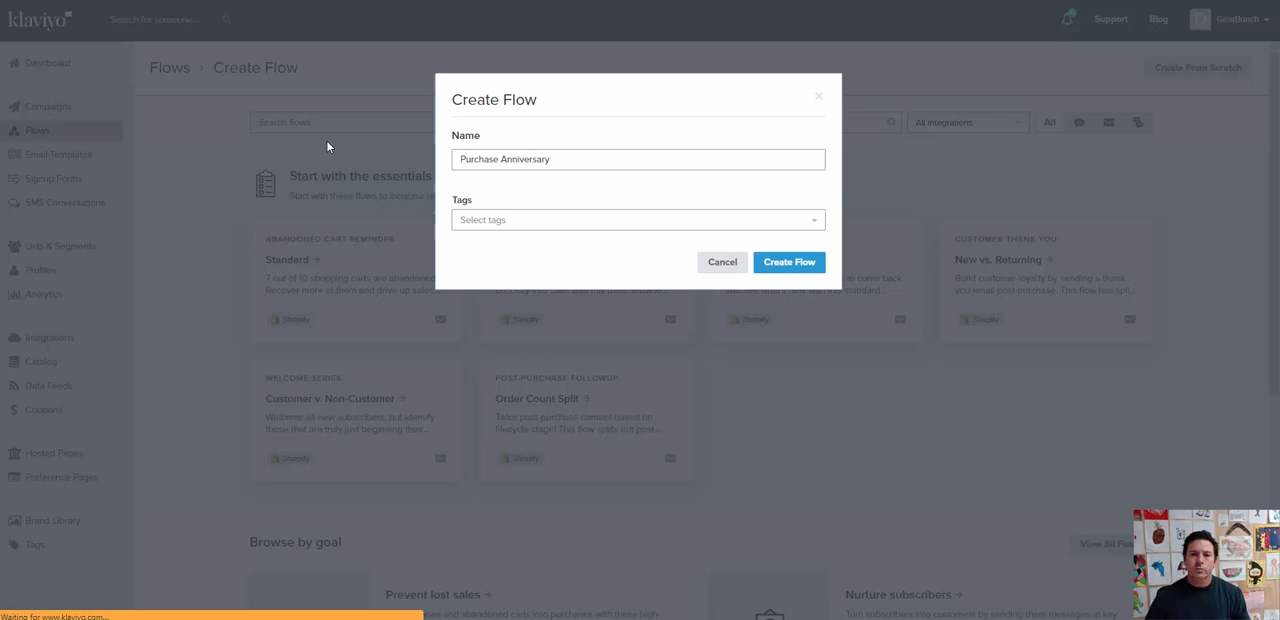 klaviyo
Search for someone...
Support
Blog
GearBunch
Dashboard
Campaigns
Flows
Email Templates
Signup Forms
SMS Conversations
Lists & Segments
Profiles
Analytics
Integrations
Catalog
Data Feeds
Coupons
Hosted Pages
Preference Pages
Brand Library
Tags
Flows › Create Flow
Create From Scratch
Search flows
All integrations
All
Create Flow
Name
Purchase Anniversary
Tags
Select tags
Cancel
Create Flow
Start with the essentials
Start with these flows to increase
ABANDONED CART REMINDER
Standard
7 out of 10 shopping carts are abandoned.
Recover more of them and drive up sales
Shopify
Shopify
to come back
Shopify
CUSTOMER THANK YOU
New vs. Returning
Build customer loyalty by sending a thank
you email post-purchase. This flow has spli...
Shopify
WELCOME SERIES
Customer v. Non-Customer
Welcome all new subscribers, but identify
those that are truly just beginning their...
Shopify
POST-PURCHASE FOLLOWUP
Order Count Split
Tailor post-purchase content based on
lifecycle stage! This flow splits out post-...
Shopify
Browse by goal
View All Flo
Prevent lost sales
and abandoned carts into purchases with these high-
Nurture subscribers
Turn subscribers into customers by sending them messages at key
Waiting for www.klaviyo.com...